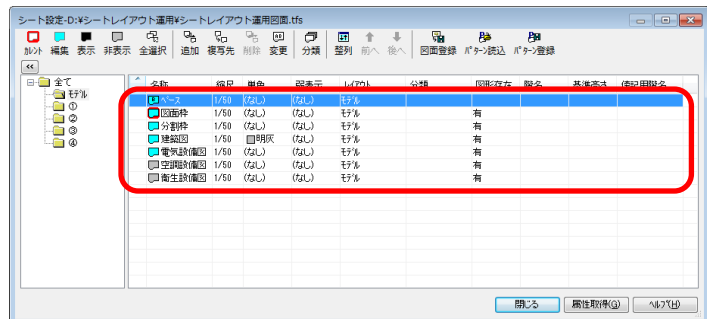 シート設定-D:¥シートレイアウト運用¥シートレイアウト運用図面.tfs
ｶﾚﾝﾄ 編集 表示 非表示 全選択 追加 複写先 削除 変更 分類 整列 前へ 後へ 図面登録 ﾊﾟﾀｰﾝ読込 ﾊﾟﾀｰﾝ登録
<<
全て
ﾓﾃﾞﾙ
①
②
③
④
名称 縮尺 単色 弱表示 ﾚｲｱｳﾄ 分類 図形存在 階名 基準高さ 傍記用階名
ﾍﾞｰｽ 1/50 (なし) (なし) ﾓﾃﾞﾙ
図面枠 1/50 (なし) (なし) ﾓﾃﾞﾙ 有
分割枠 1/50 (なし) (なし) ﾓﾃﾞﾙ 有
建築図 1/50 明灰 (なし) ﾓﾃﾞﾙ 有
電気設備図 1/50 (なし) (なし) ﾓﾃﾞﾙ 有
空調設備図 1/50 (なし) (なし) ﾓﾃﾞﾙ 有
衛生設備図 1/50 (なし) (なし) ﾓﾃﾞﾙ 有
閉じる 属性取得(G) ﾍﾙﾌﾟ(H)